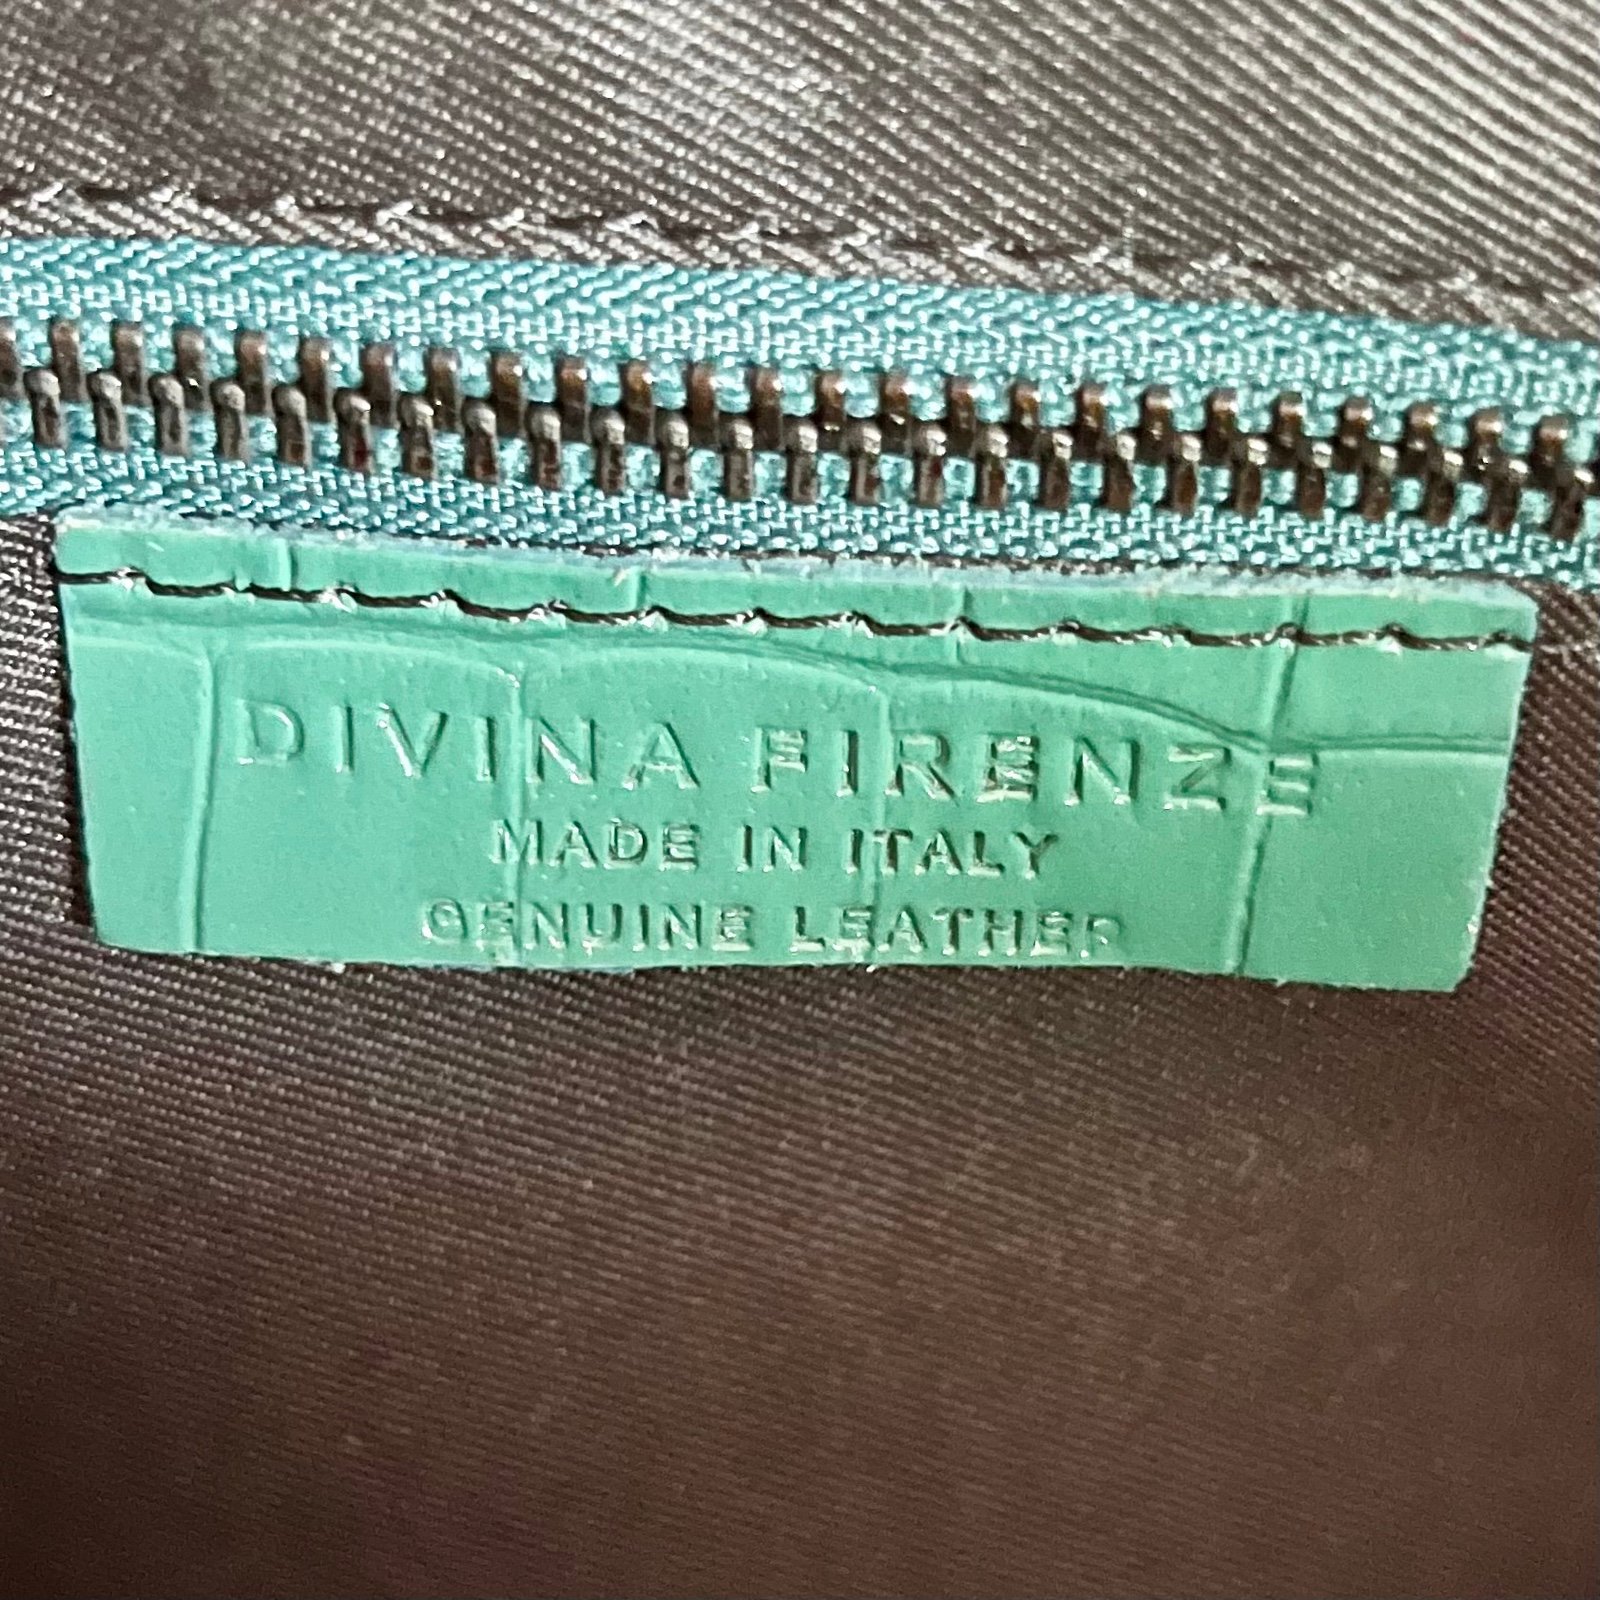 DIVINA FIRENZE
MADE IN ITALY
GENUINE LEATHER